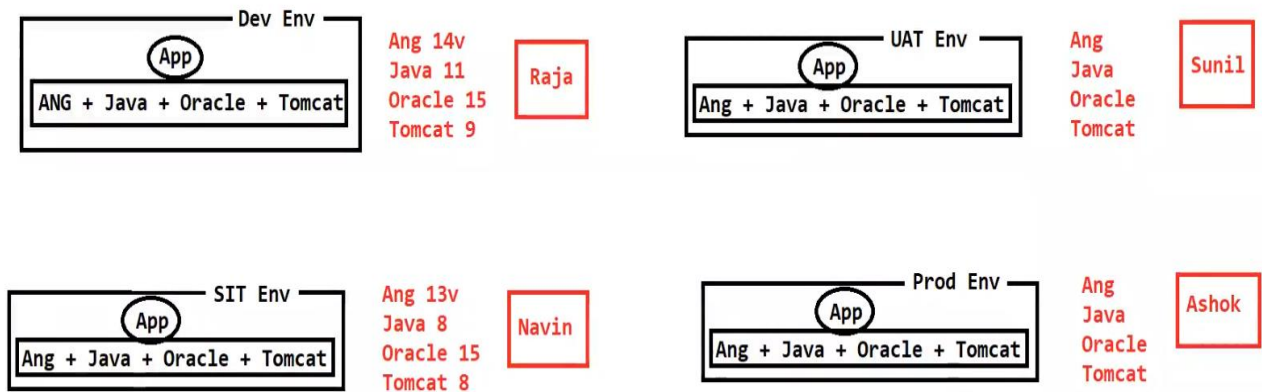 Dev Env
App
ANG + Java + Oracle + Tomcat
Ang 14v
Java 11
Oracle 15
Tomcat 9
Raja
UAT Env
App
Ang + Java + Oracle + Tomcat
Ang
Java
Oracle
Tomcat
Sunil
SIT Env
App
Ang + Java + Oracle + Tomcat
Ang 13v
Java 8
Oracle 15
Tomcat 8
Navin
Prod Env
App
Ang + Java + Oracle + Tomcat
Ang
Java
Oracle
Tomcat
Ashok